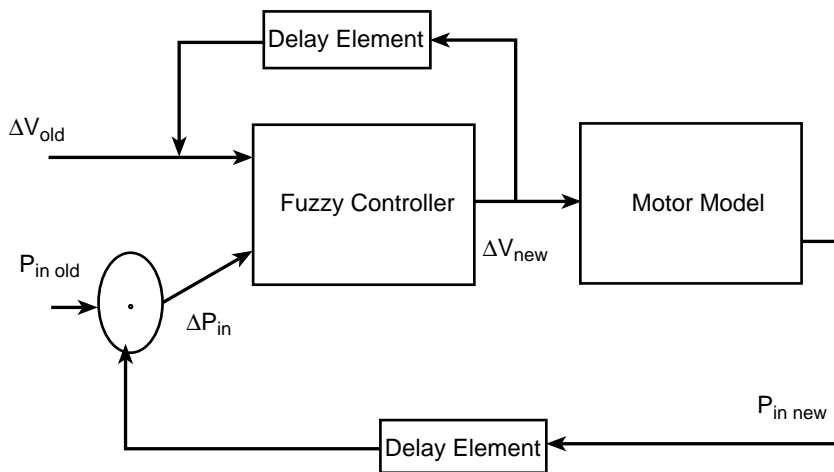 Delay Element
ΔV_old
Fuzzy Controller
Motor Model
ΔV_new
P_in old
ΔP_in
P_in new
Delay Element